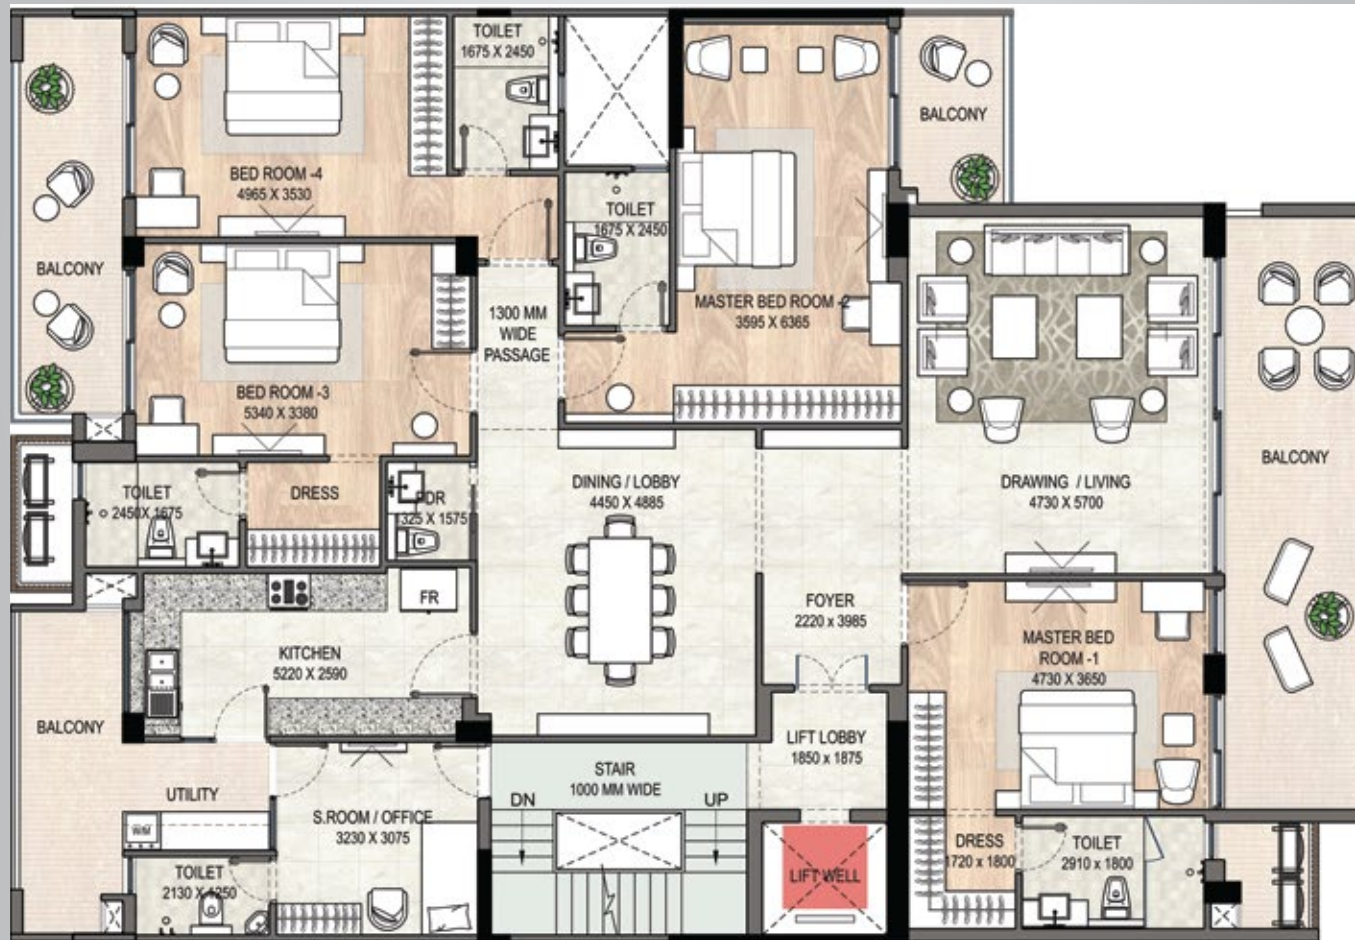 TOILET
1675 X 2450
BALCONY
BED ROOM -4
4965 X 3530
TOILET
1675 X 2450
BALCONY
1300 MM
WIDE
PASSAGE
MASTER BED ROOM -2
3595 X 6365
BED ROOM -3
5340 X 3380
BALCONY
TOILET
2450X 1675
DRESS
PDR
1325 X 1575
DINING / LOBBY
4450 X 4885
DRAWING / LIVING
4730 X 5700
FR
FOYER
2220 x 3985
KITCHEN
5220 X 2590
MASTER BED
ROOM -1
4730 X 3650
BALCONY
LIFT LOBBY
1850 x 1875
STAIR
1000 MM WIDE
UTILITY
DN
UP
W/M
S.ROOM / OFFICE
3230 X 3075
DRESS
1720 x 1800
TOILET
2910 x 1800
TOILET
2130 X 1250
LIFT WELL